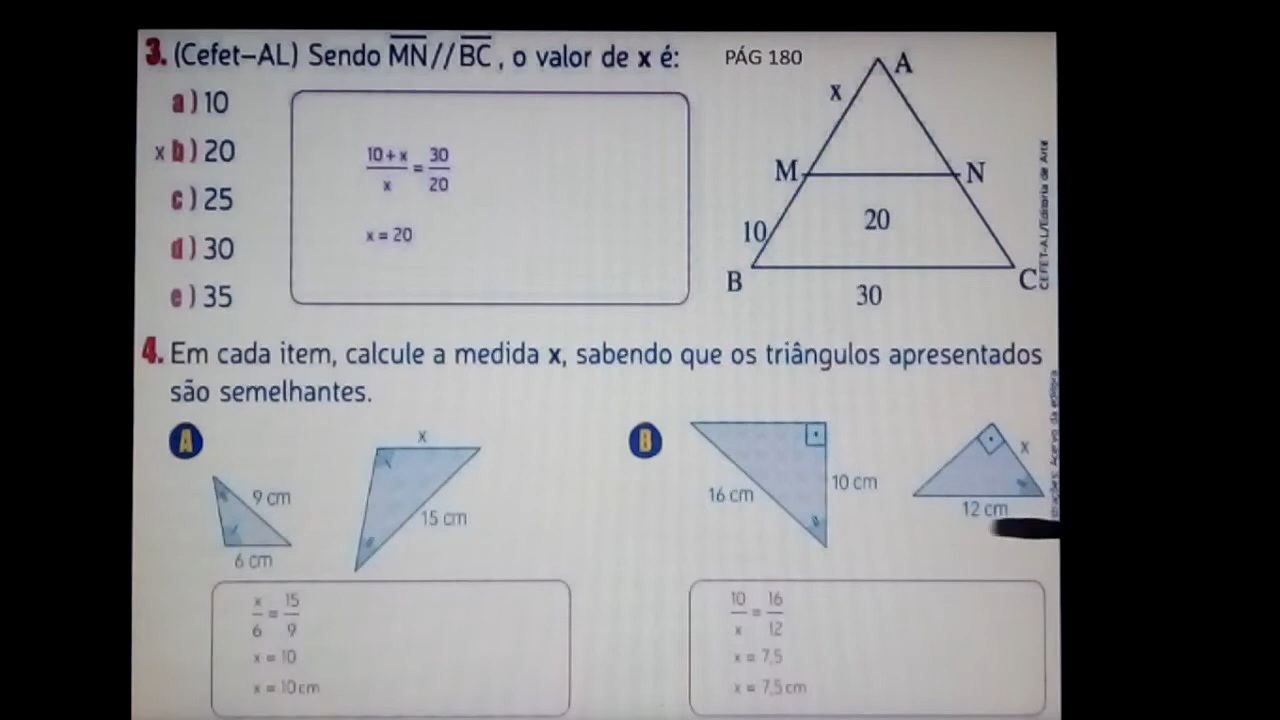 3. (Cefet–AL) Sendo MN//BC, o valor de x é:
PÁG 180
a) 10
x b) 20
c) 25
d) 30
e) 35
10 + x / x = 30 / 20
x = 20
A
x
M
N
10
20
B
C
30
CEFET-AL/Editoria de Arte
4. Em cada item, calcule a medida x, sabendo que os triângulos apresentados
são semelhantes.
A
9 cm
6 cm
x
15 cm
x / 6 = 15 / 9
x = 10
x = 10 cm
B
16 cm
10 cm
x
12 cm
Acervo da editora
10 / x = 16 / 12
x = 7,5
x = 7,5 cm